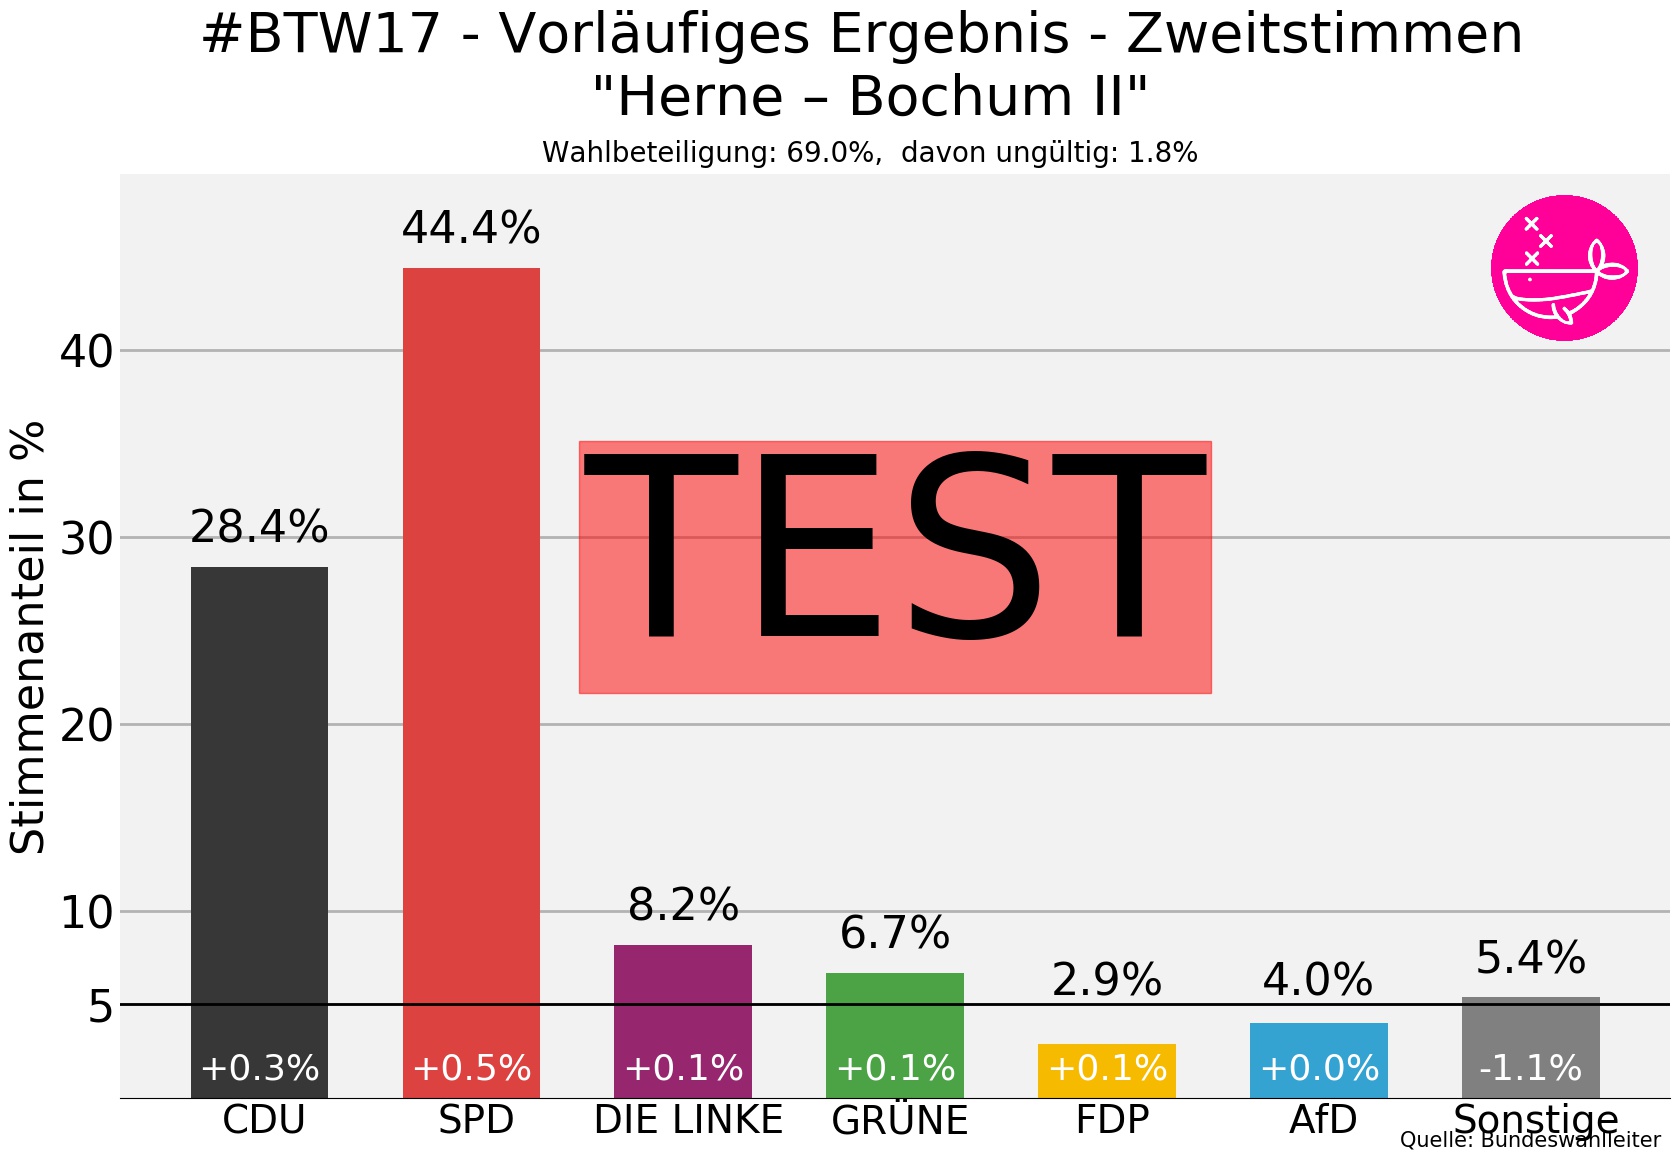 #BTW17 - Vorläufiges Ergebnis - Zweitstimmen
"Herne – Bochum II"
Wahlbeteiligung: 69.0%,  davon ungültig: 1.8%
Stimmenanteil in %
40
30
20
10
5
28.4%
44.4%
8.2%
6.7%
2.9%
4.0%
5.4%
TEST
+0.3%
+0.5%
+0.1%
+0.1%
+0.1%
+0.0%
-1.1%
CDU
SPD
DIE LINKE
GRÜNE
FDP
AfD
Sonstige
Quelle: Bundeswahlleiter